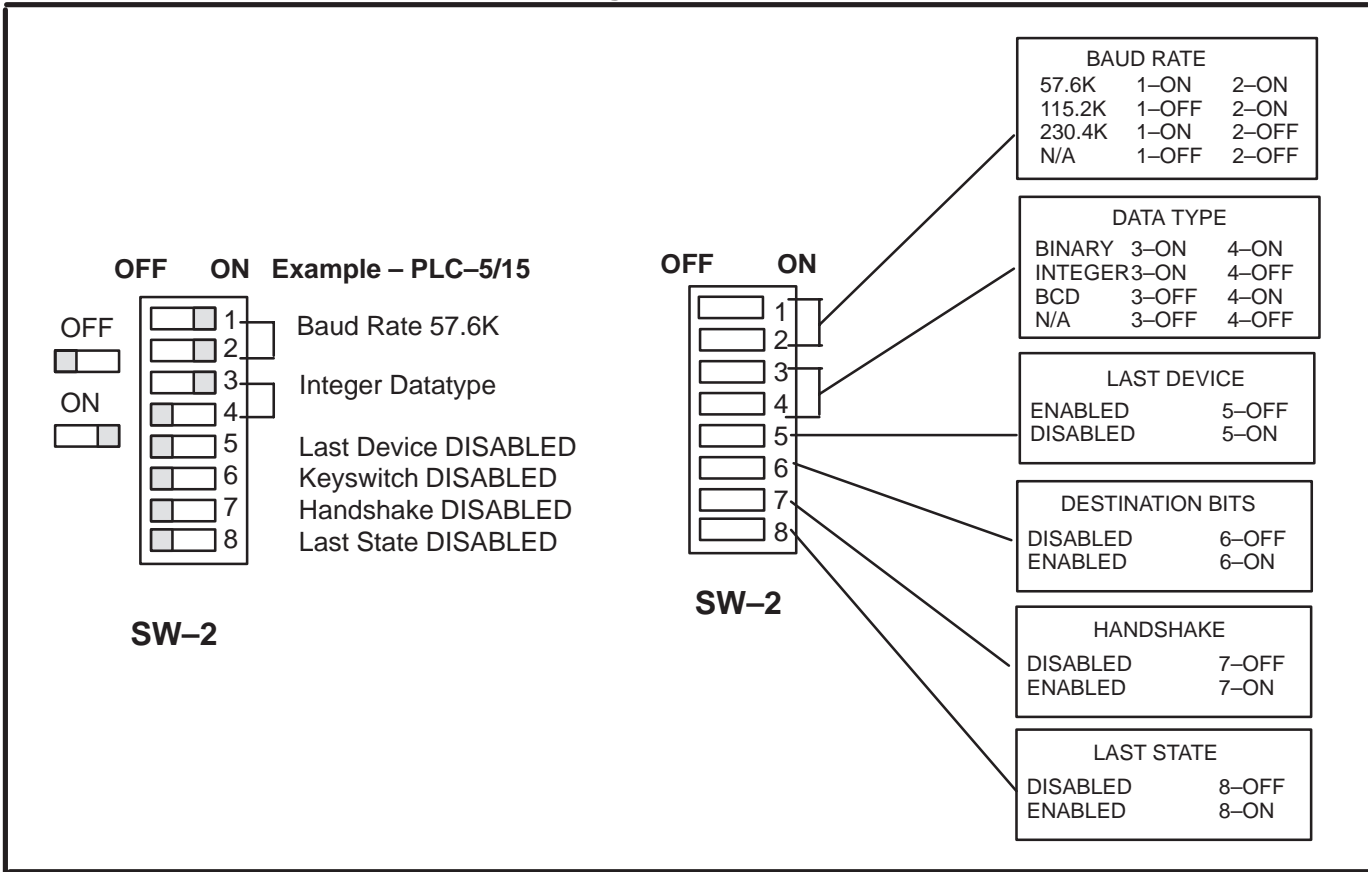 OFF ON Example – PLC–5/15
OFF
ON
1
2
3
4
5
6
7
8
Baud Rate 57.6K
Integer Datatype
Last Device DISABLED
Keyswitch DISABLED
Handshake DISABLED
Last State DISABLED
SW–2
OFF ON
1
2
3
4
5
6
7
8
SW–2
BAUD RATE
57.6K 1–ON 2–ON
115.2K 1–OFF 2–ON
230.4K 1–ON 2–OFF
N/A 1–OFF 2–OFF
DATA TYPE
BINARY 3–ON 4–ON
INTEGER 3–ON 4–OFF
BCD 3–OFF 4–ON
N/A 3–OFF 4–OFF
LAST DEVICE
ENABLED 5–OFF
DISABLED 5–ON
DESTINATION BITS
DISABLED 6–OFF
ENABLED 6–ON
HANDSHAKE
DISABLED 7–OFF
ENABLED 7–ON
LAST STATE
DISABLED 8–OFF
ENABLED 8–ON